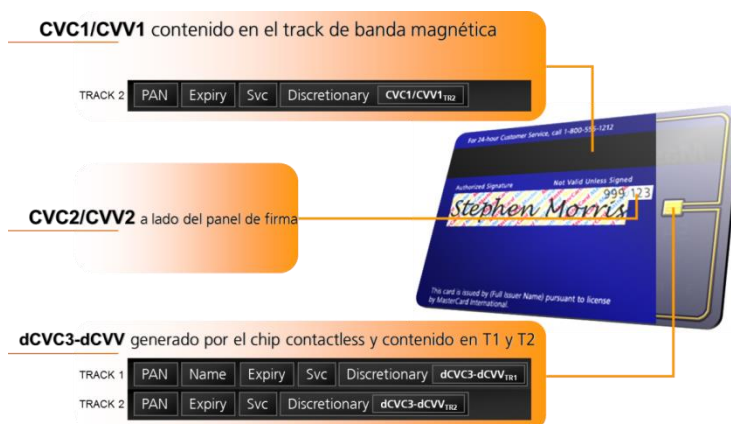 CVC1/CVV1 contenido en el track de banda magnética
TRACK 2 PAN Expiry Svc Discretionary CVC1/CVV1TR2
For 24-hour Customer Service, call 1-800-555-1212
Authorized Signature Not Valid Unless Signed
999 123
Stephen Morris
CVC2/CVV2 a lado del panel de firma
This card is issued by (Full Issuer Name) pursuant to license
by MasterCard International.
dCVC3-dCVV generado por el chip contactless y contenido en T1 y T2
TRACK 1 PAN Name Expiry Svc Discretionary dCVC3-dCVVTR1
TRACK 2 PAN Expiry Svc Discretionary dCVC3-dCVVTR2